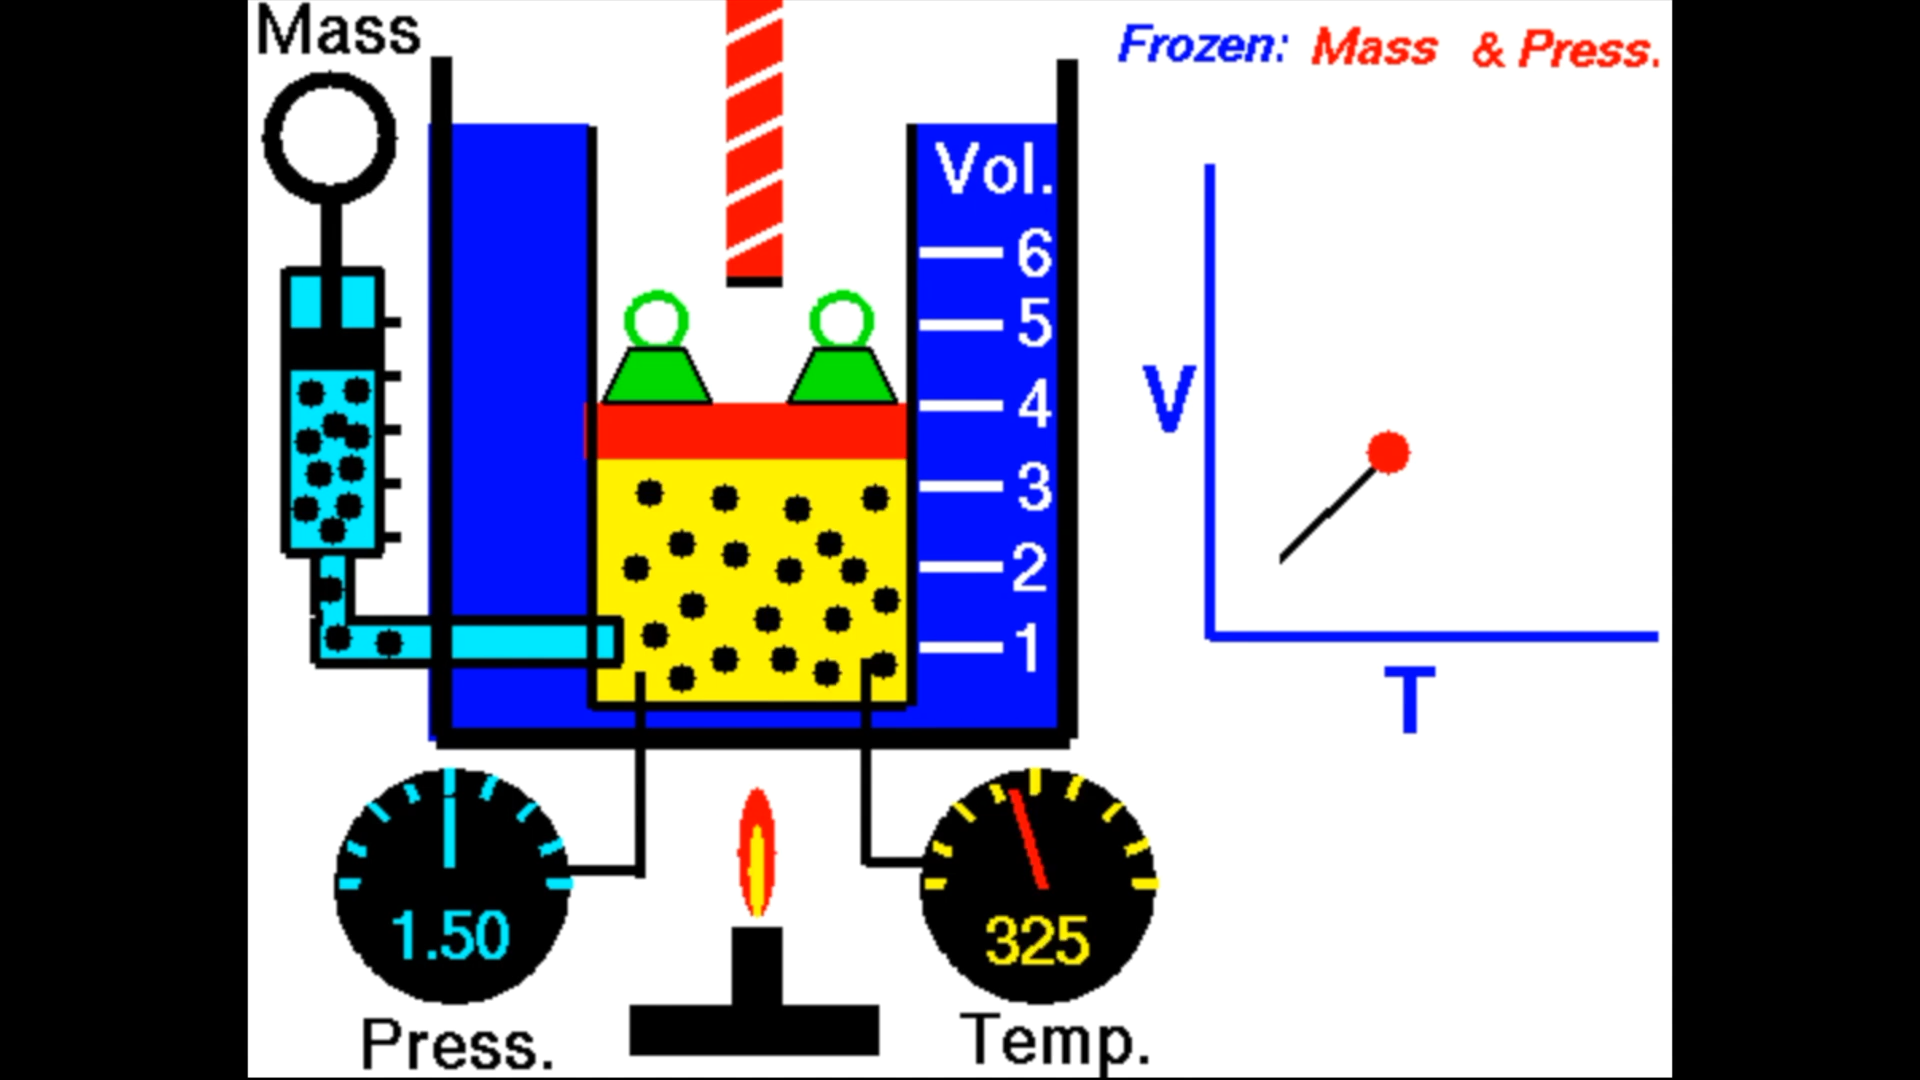 Mass
Frozen: Mass & Press.
Vol.
6
5
4
3
2
1
V
T
1.50
325
Press.
Temp.